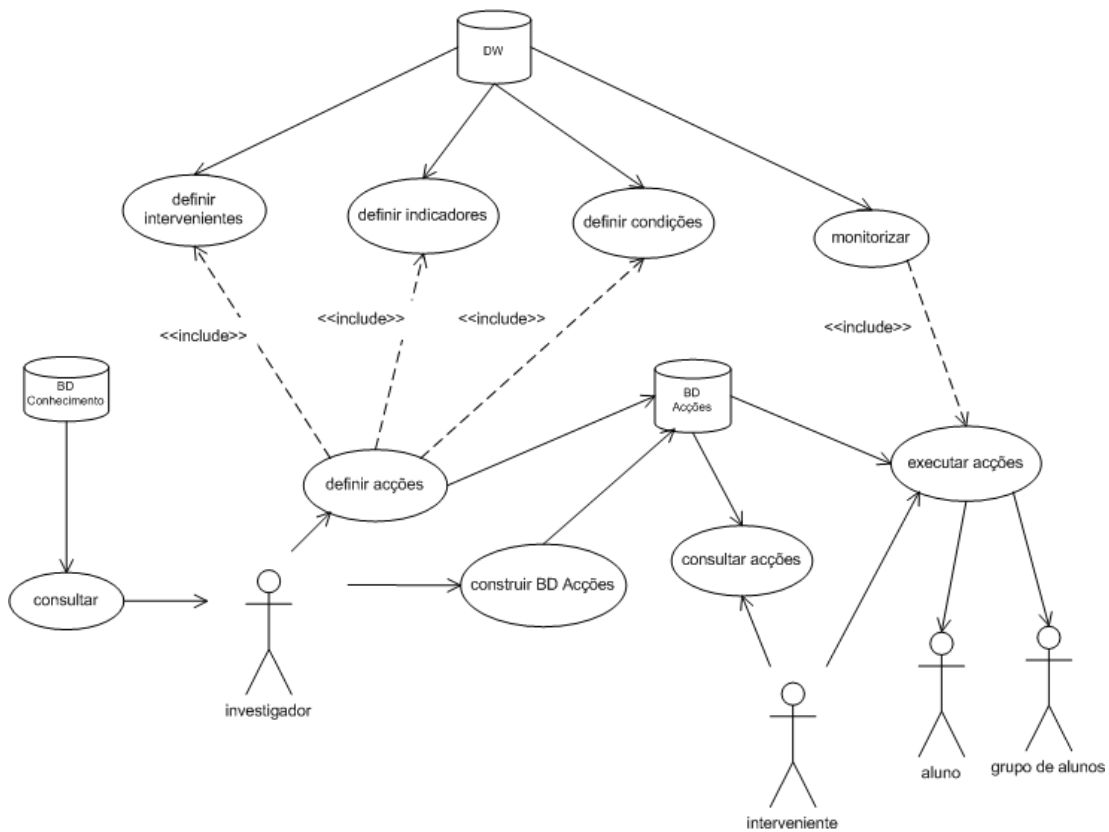 DW
definir
intervenientes
definir indicadores
definir condições
monitorizar
<<include>>
<<include>>
<<include>>
<<include>>
BD
Conhecimento
BD
Acções
definir acções
executar acções
consultar
construir BD Acções
consultar acções
investigador
interveniente
aluno
grupo de alunos